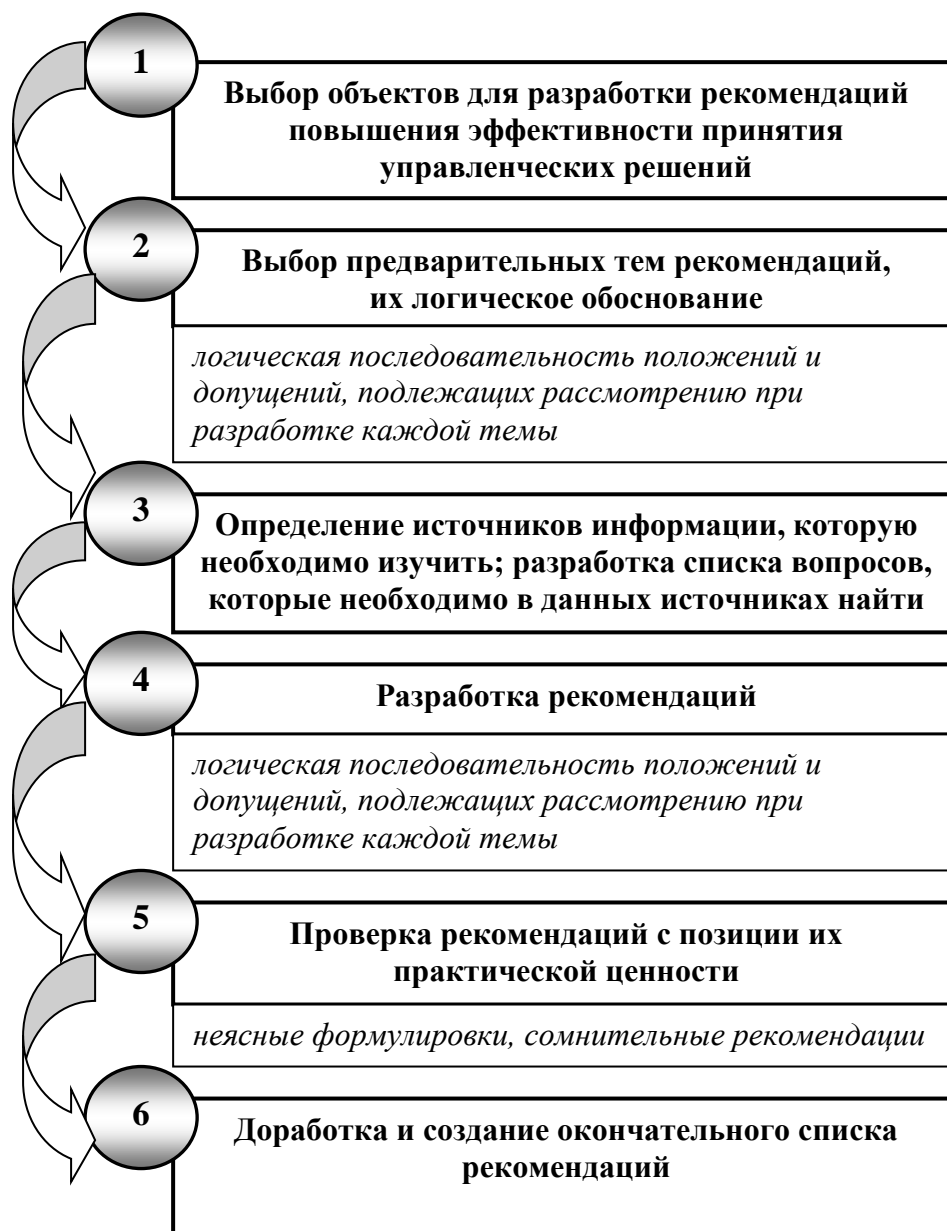 1
Выбор объектов для разработки рекомендаций
повышения эффективности принятия
управленческих решений
2
Выбор предварительных тем рекомендаций,
их логическое обоснование
логическая последовательность положений и
допущений, подлежащих рассмотрению при
разработке каждой темы
3
Определение источников информации, которую
необходимо изучить; разработка списка вопросов,
которые необходимо в данных источниках найти
4
Разработка рекомендаций
логическая последовательность положений и
допущений, подлежащих рассмотрению при
разработке каждой темы
5
Проверка рекомендаций с позиции их
практической ценности
неясные формулировки, сомнительные рекомендации
6
Доработка и создание окончательного списка
рекомендаций